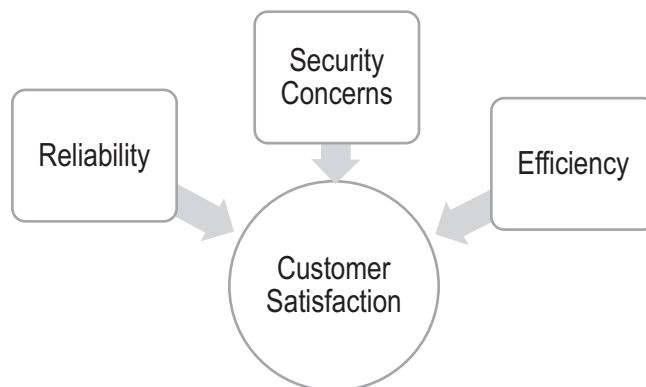 Security
Concerns
Reliability
Efficiency
Customer
Satisfaction